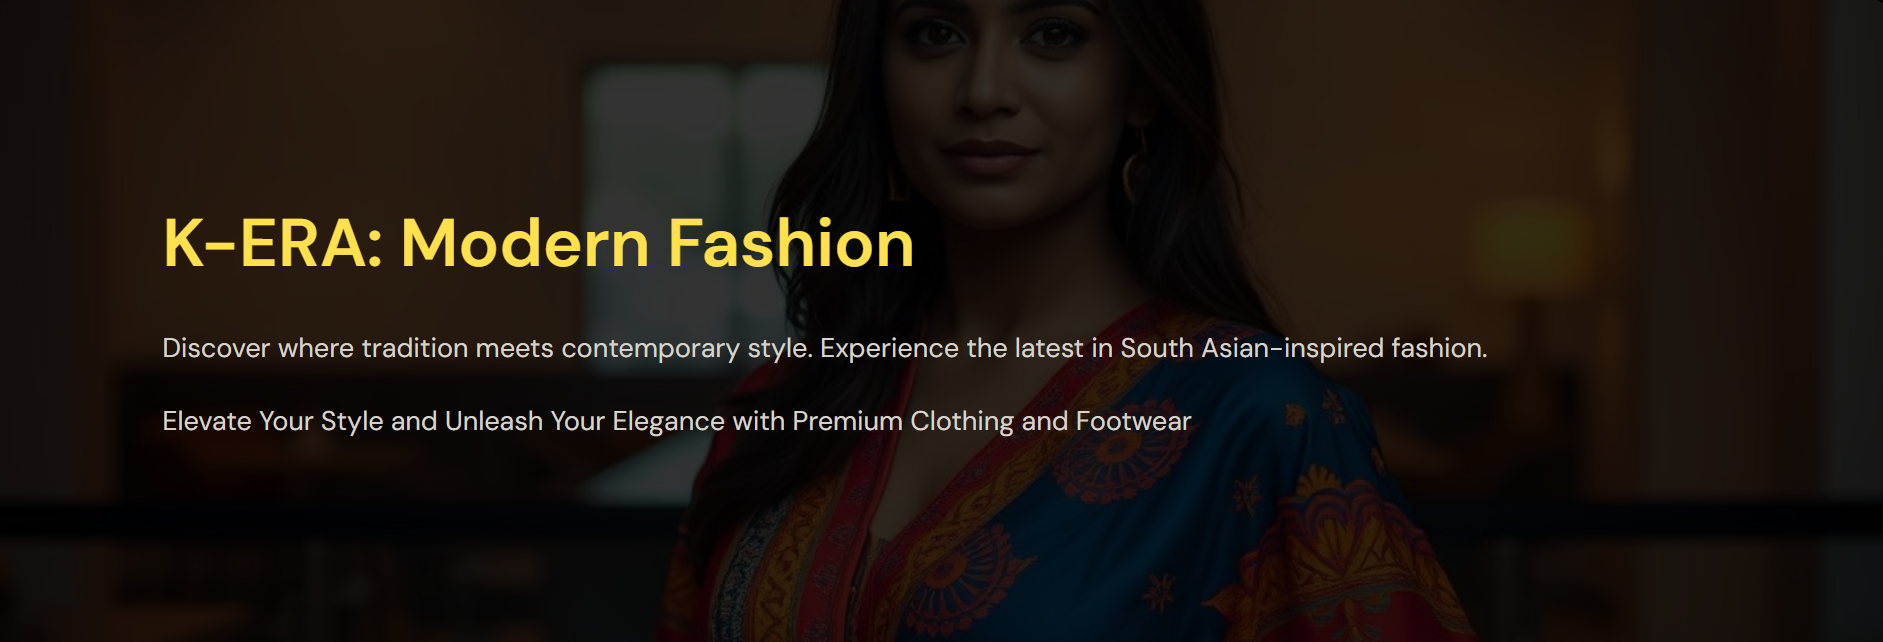 K-ERA: Modern Fashion
Discover where tradition meets contemporary style. Experience the latest in South Asian-inspired fashion.
Elevate Your Style and Unleash Your Elegance with Premium Clothing and Footwear